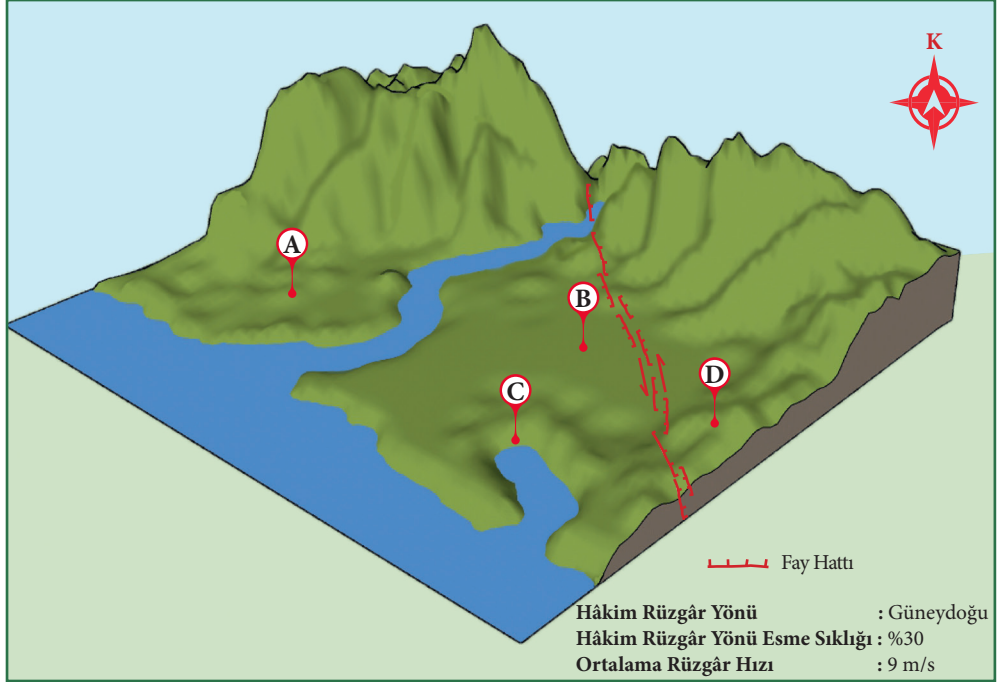 K
A
B
D
C
Fay Hattı
Hâkim Rüzgâr Yönü : Güneydoğu
Hâkim Rüzgâr Yönü Esme Sıklığı : %30
Ortalama Rüzgâr Hızı : 9 m/s